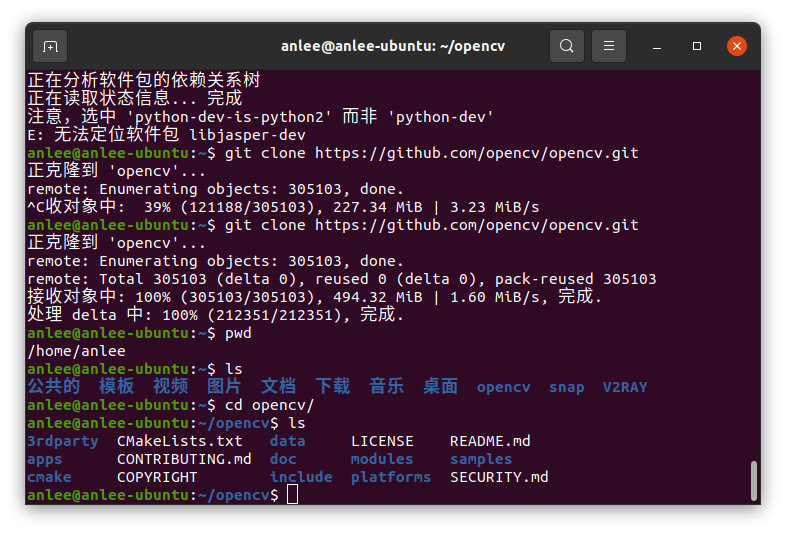 anlee@anlee-ubuntu: ~/opencv
正在分析软件包的依赖关系树
正在读取状态信息... 完成
注意，选中 'python-dev-is-python2' 而非 'python-dev'
E: 无法定位软件包 libjasper-dev
anlee@anlee-ubuntu:~$ git clone https://github.com/opencv/opencv.git
正克隆到 'opencv'...
remote: Enumerating objects: 305103, done.
^C收对象中:  39% (121188/305103), 227.34 MiB | 3.23 MiB/s
anlee@anlee-ubuntu:~$ git clone https://github.com/opencv/opencv.git
正克隆到 'opencv'...
remote: Enumerating objects: 305103, done.
remote: Total 305103 (delta 0), reused 0 (delta 0), pack-reused 305103
接收对象中: 100% (305103/305103), 494.32 MiB | 1.60 MiB/s, 完成.
处理 delta 中: 100% (212351/212351), 完成.
anlee@anlee-ubuntu:~$ pwd
/home/anlee
anlee@anlee-ubuntu:~$ ls
公共的  模板  视频  图片  文档  下载  音乐  桌面  opencv  snap  V2RAY
anlee@anlee-ubuntu:~$ cd opencv/
anlee@anlee-ubuntu:~/opencv$ ls
3rdparty  CMakeLists.txt   data     LICENSE    README.md
apps      CONTRIBUTING.md  doc      modules    samples
cmake     COPYRIGHT        include  platforms  SECURITY.md
anlee@anlee-ubuntu:~/opencv$